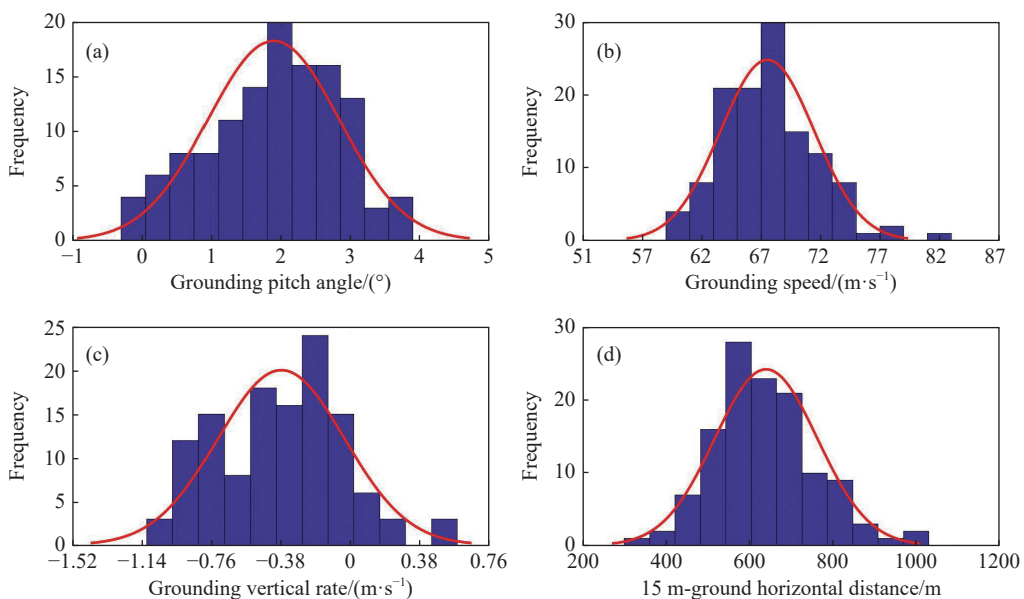 20
15
10
5
0
Frequency
(a)
−1 0 1 2 3 4 5
Grounding pitch angle/(°)
30
20
10
0
Frequency
(b)
51 57 62 67 72 77 82 87
Grounding speed/(m·s⁻¹)
25
20
15
10
5
0
Frequency
(c)
−1.52 −1.14 −0.76 −0.38 0 0.38 0.76
Grounding vertical rate/(m·s⁻¹)
30
20
10
0
Frequency
(d)
200 400 600 800 1000 1200
15 m-ground horizontal distance/m